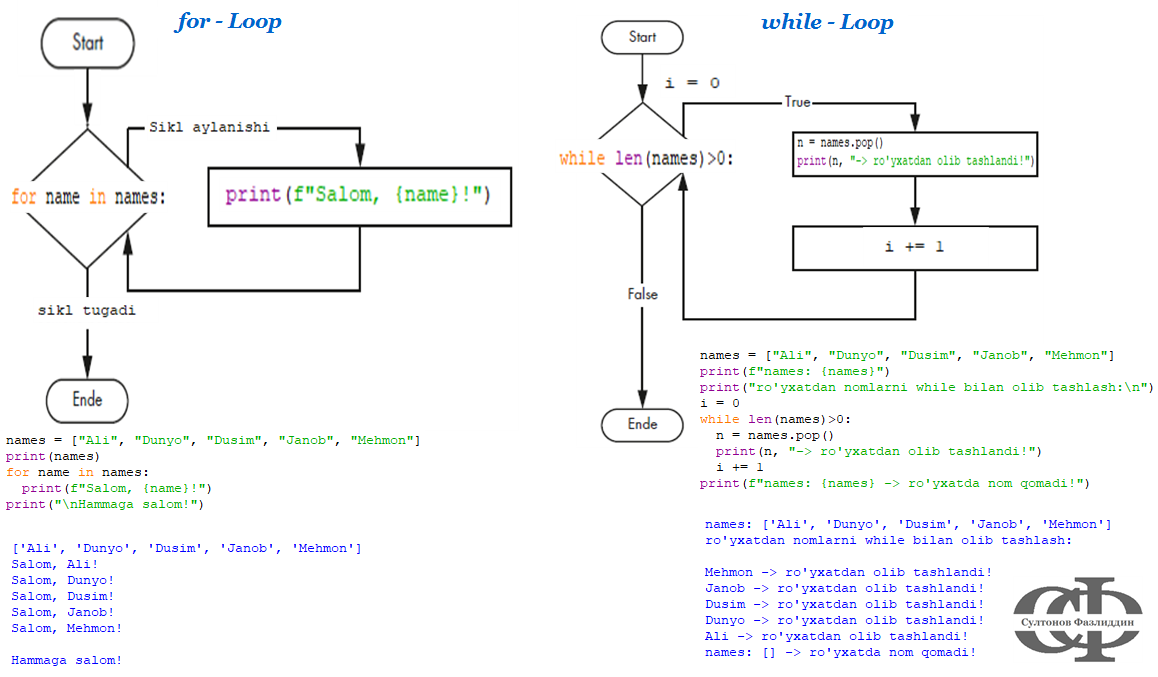 for - Loop
Start
Sikl aylanishi
for name in names:
print(f"Salom, {name}!")
sikl tugadi
Ende
names = ["Ali", "Dunyo", "Dusim", "Janob", "Mehmon"]
print(names)
for name in names:
  print(f"Salom, {name}!")
print("\nHammaga salom!")
['Ali', 'Dunyo', 'Dusim', 'Janob', 'Mehmon']
Salom, Ali!
Salom, Dunyo!
Salom, Dusim!
Salom, Janob!
Salom, Mehmon!
Hammaga salom!
while - Loop
Start
i = 0
True
while len(names)>0:
n = names.pop()
print(n, "-> ro'yxatdan olib tashlandi!")
i += 1
False
Ende
names = ["Ali", "Dunyo", "Dusim", "Janob", "Mehmon"]
print(f"names: {names}")
print("ro'yxatdan nomlarni while bilan olib tashlash:\n")
i = 0
while len(names)>0:
  n = names.pop()
  print(n, "-> ro'yxatdan olib tashlandi!")
  i += 1
print(f"names: {names} -> ro'yxatda nom qomadi!")
names: ['Ali', 'Dunyo', 'Dusim', 'Janob', 'Mehmon']
ro'yxatdan nomlarni while bilan olib tashlash:
Mehmon -> ro'yxatdan olib tashlandi!
Janob -> ro'yxatdan olib tashlandi!
Dusim -> ro'yxatdan olib tashlandi!
Dunyo -> ro'yxatdan olib tashlandi!
Ali -> ro'yxatdan olib tashlandi!
names: [] -> ro'yxatda nom qomadi!
СФ
Султонов Фазлиддин